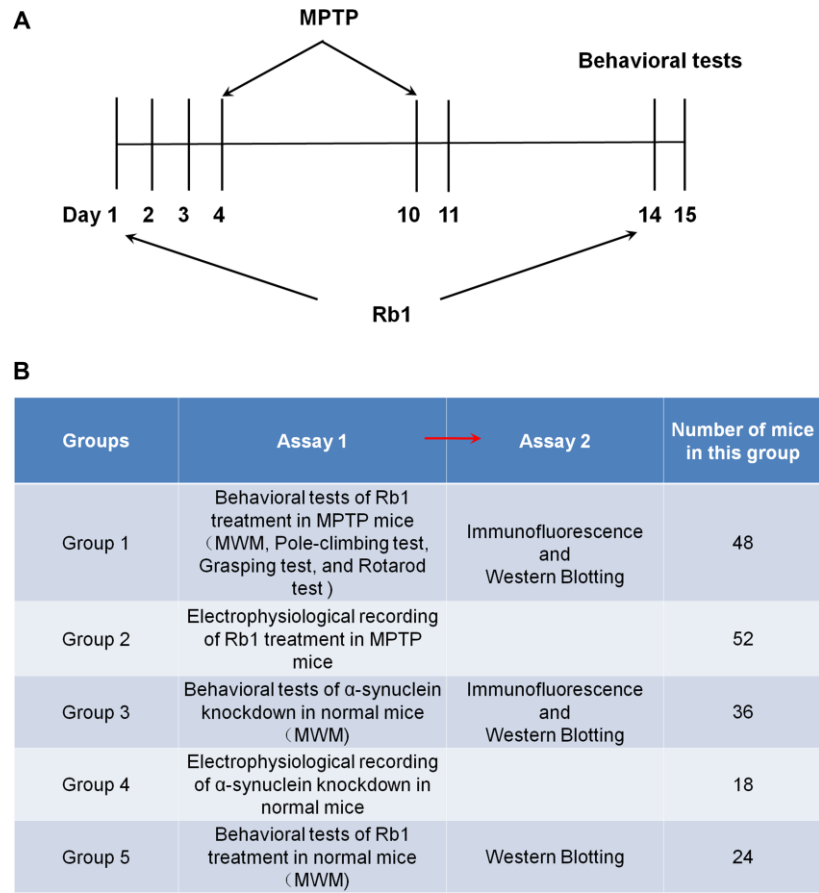 A
MPTP
Behavioral tests
Day 1 2 3 4 10 11 14 15
Rb1
B
Groups Assay 1 Assay 2 Number of mice
in this group
Group 1
Behavioral tests of Rb1
treatment in MPTP mice
（MWM, Pole-climbing test,
Grasping test, and Rotarod
test )
Immunofluorescence
and
Western Blotting
48
Group 2
Electrophysiological recording
of Rb1 treatment in MPTP
mice
52
Group 3
Behavioral tests of α-synuclein
knockdown in normal mice
（MWM)
Immunofluorescence
and
Western Blotting
36
Group 4
Electrophysiological recording
of α-synuclein knockdown in
normal mice
18
Group 5
Behavioral tests of Rb1
treatment in normal mice
（MWM)
Western Blotting
24